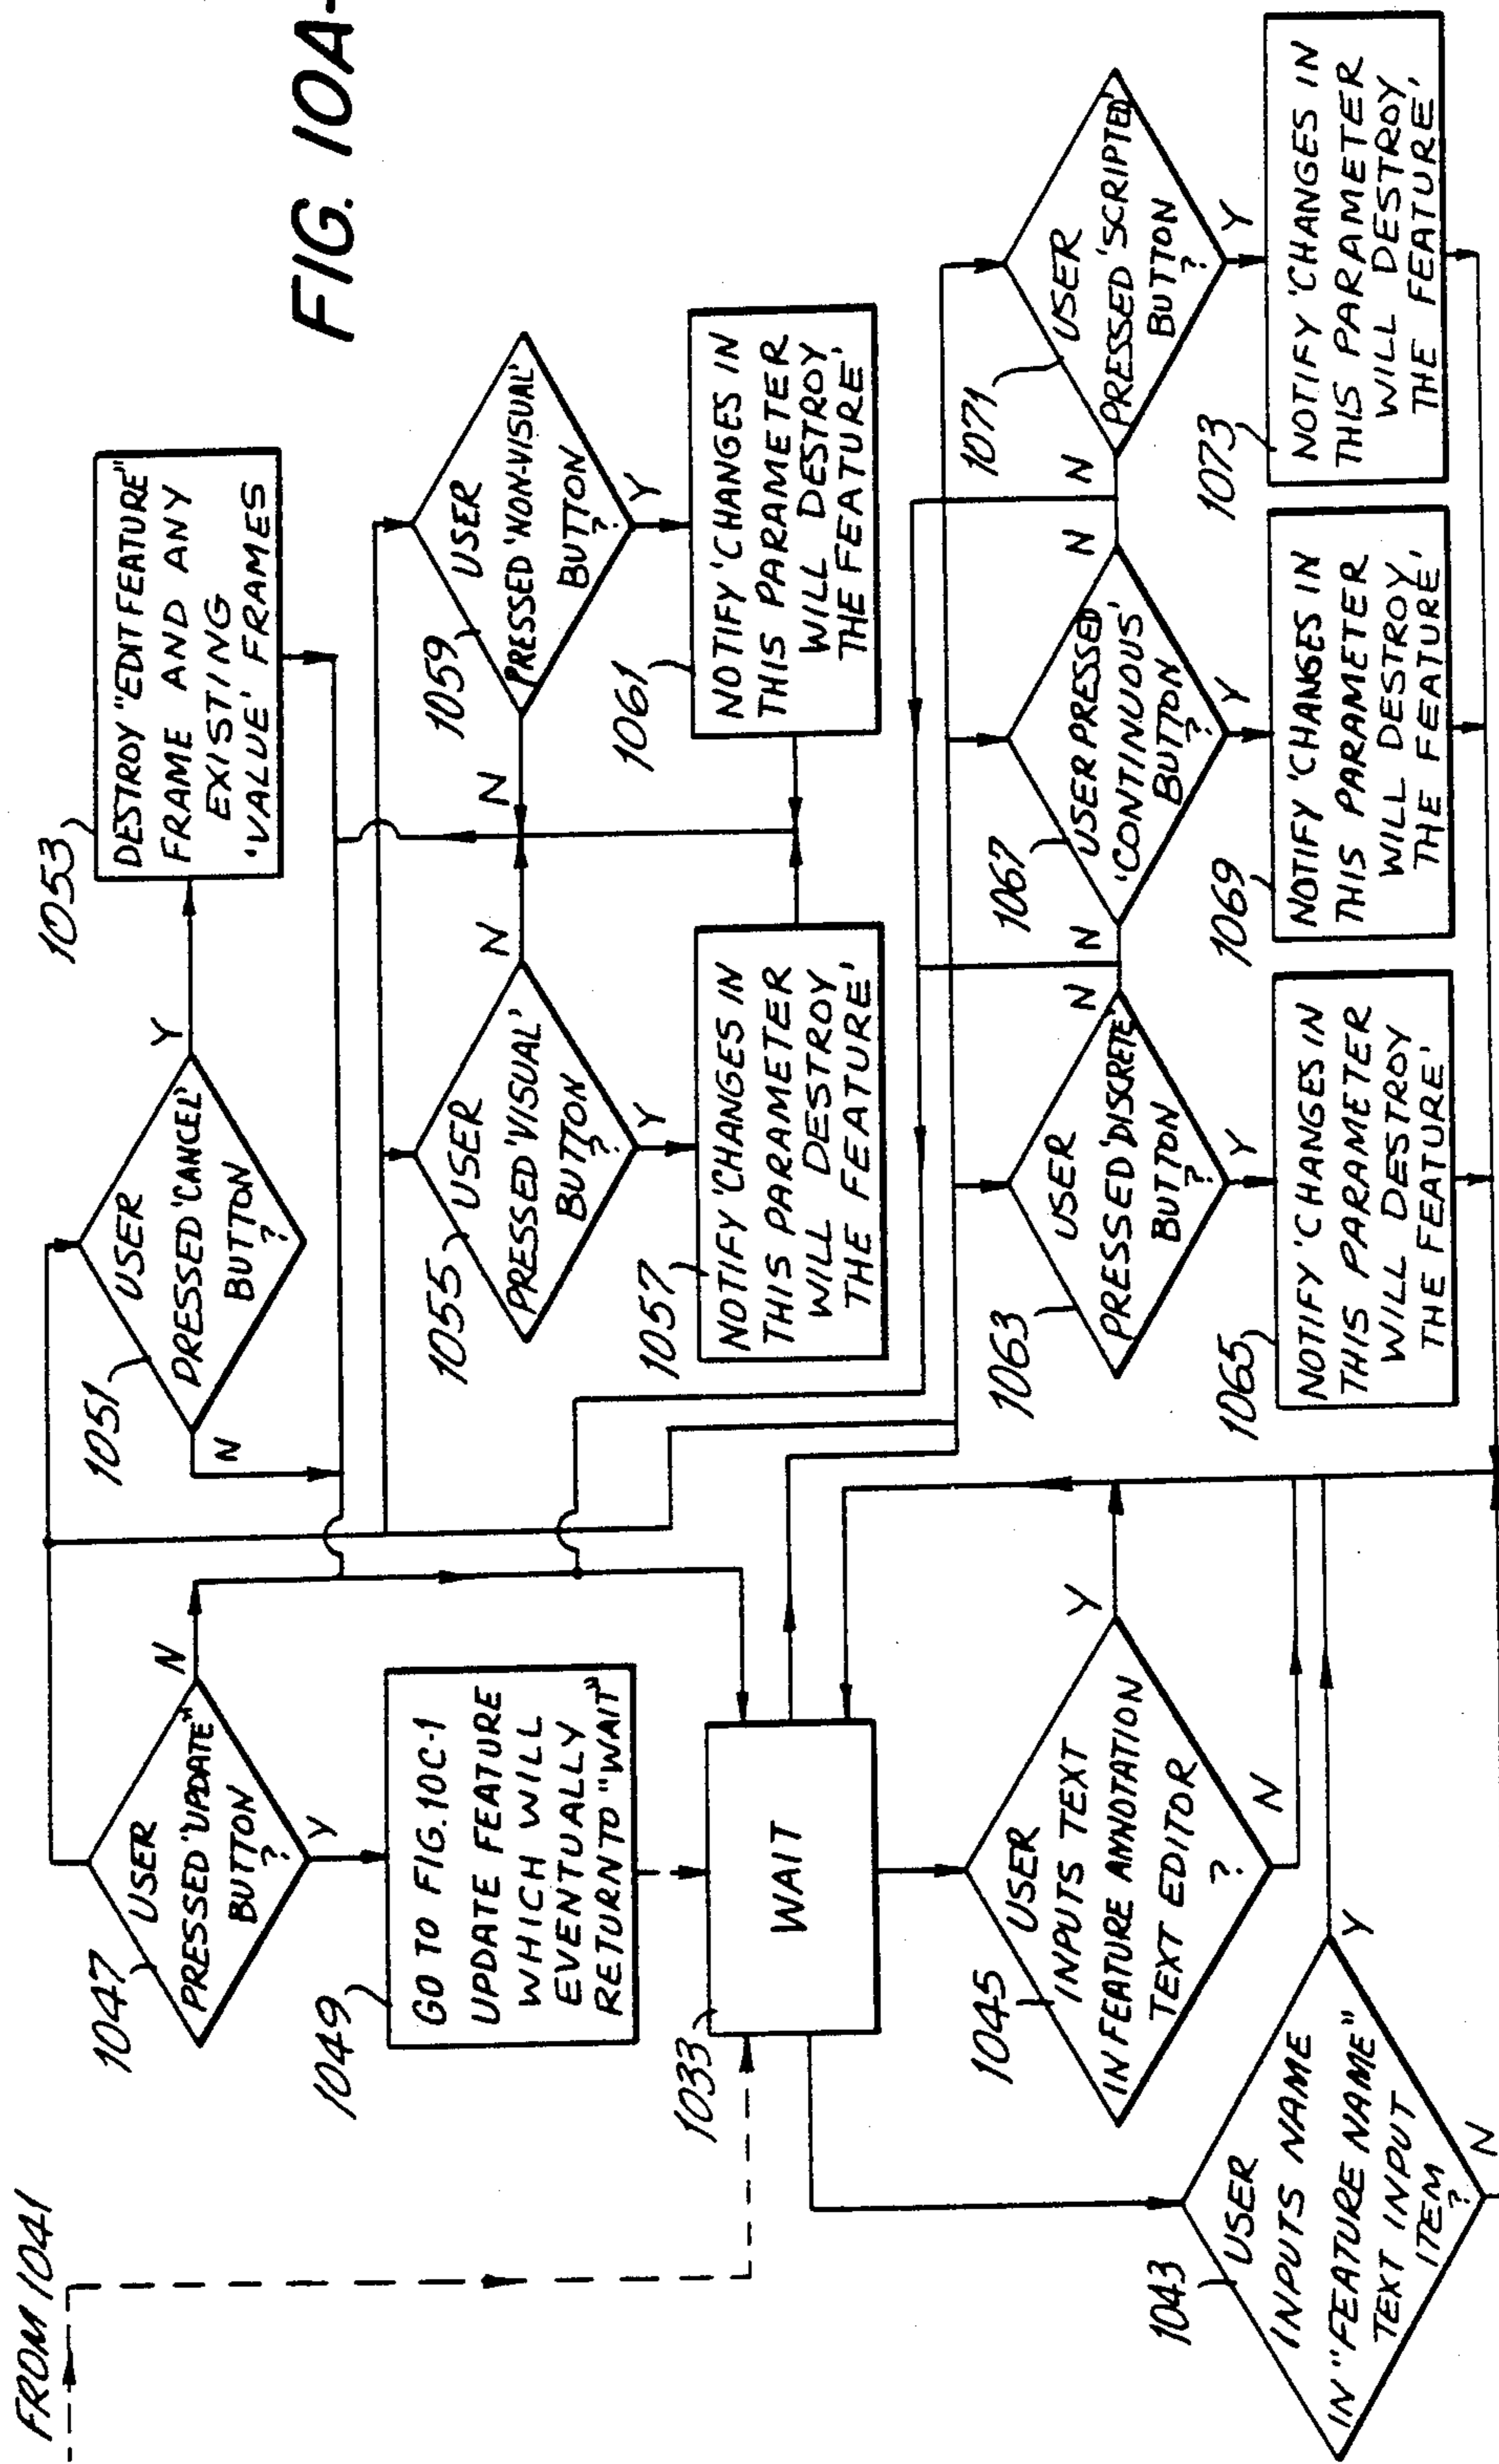 FIG. 10A-
FROM 1041
1047
USER
PRESSED "UPDATE"
BUTTON
?
N
Y
1049
GO TO FIG. 10C-1
UPDATE FEATURE
WHICH WILL
EVENTUALLY
RETURN TO "WAIT"
1033
WAIT
1043
USER
INPUTS NAME
IN "FEATURE NAME"
TEXT INPUT
ITEM
?
Y
N
1045
USER
INPUTS TEXT
IN FEATURE ANNOTATION
TEXT EDITOR
?
Y
N
1051
USER
PRESSED 'CANCEL'
BUTTON
?
N
Y
1053
DESTROY "EDIT FEATURE"
FRAME AND ANY
EXISTING
'VALUE' FRAMES
1055
USER
PRESSED 'VISUAL'
BUTTON
?
N
Y
1057
NOTIFY 'CHANGES IN
THIS PARAMETER
WILL DESTROY
THE FEATURE'
1059
USER
PRESSED 'NON-VISUAL'
BUTTON
?
N
Y
1061
NOTIFY 'CHANGES IN
THIS PARAMETER
WILL DESTROY
THE FEATURE'
1063
USER
PRESSED 'DISCRETE'
BUTTON
?
N
Y
1065
NOTIFY 'CHANGES IN
THIS PARAMETER
WILL DESTROY
THE FEATURE'
1067
USER PRESSED
'CONTINUOUS'
BUTTON
?
N
N
Y
1069
NOTIFY 'CHANGES IN
THIS PARAMETER
WILL DESTROY
THE FEATURE'
1071
USER
PRESSED 'SCRIPTED'
BUTTON
?
N
Y
1073
NOTIFY 'CHANGES IN
THIS PARAMETER
WILL DESTROY
THE FEATURE'